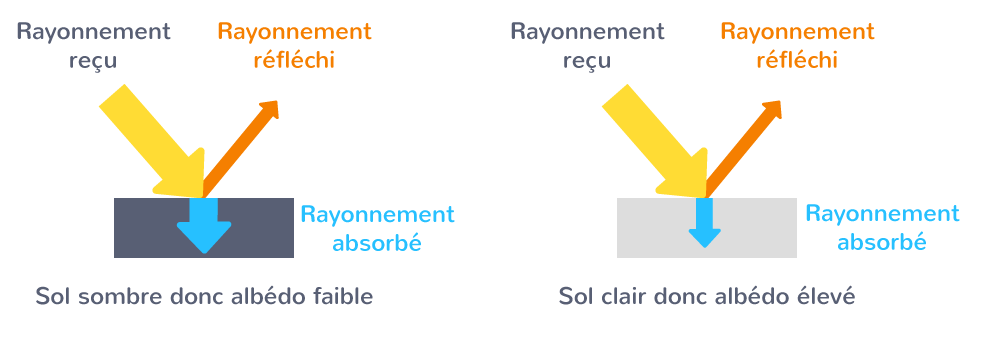 Rayonnement
reçu
Rayonnement
réfléchi
Rayonnement
absorbé
Sol sombre donc albédo faible
Rayonnement
reçu
Rayonnement
réfléchi
Rayonnement
absorbé
Sol clair donc albédo élevé